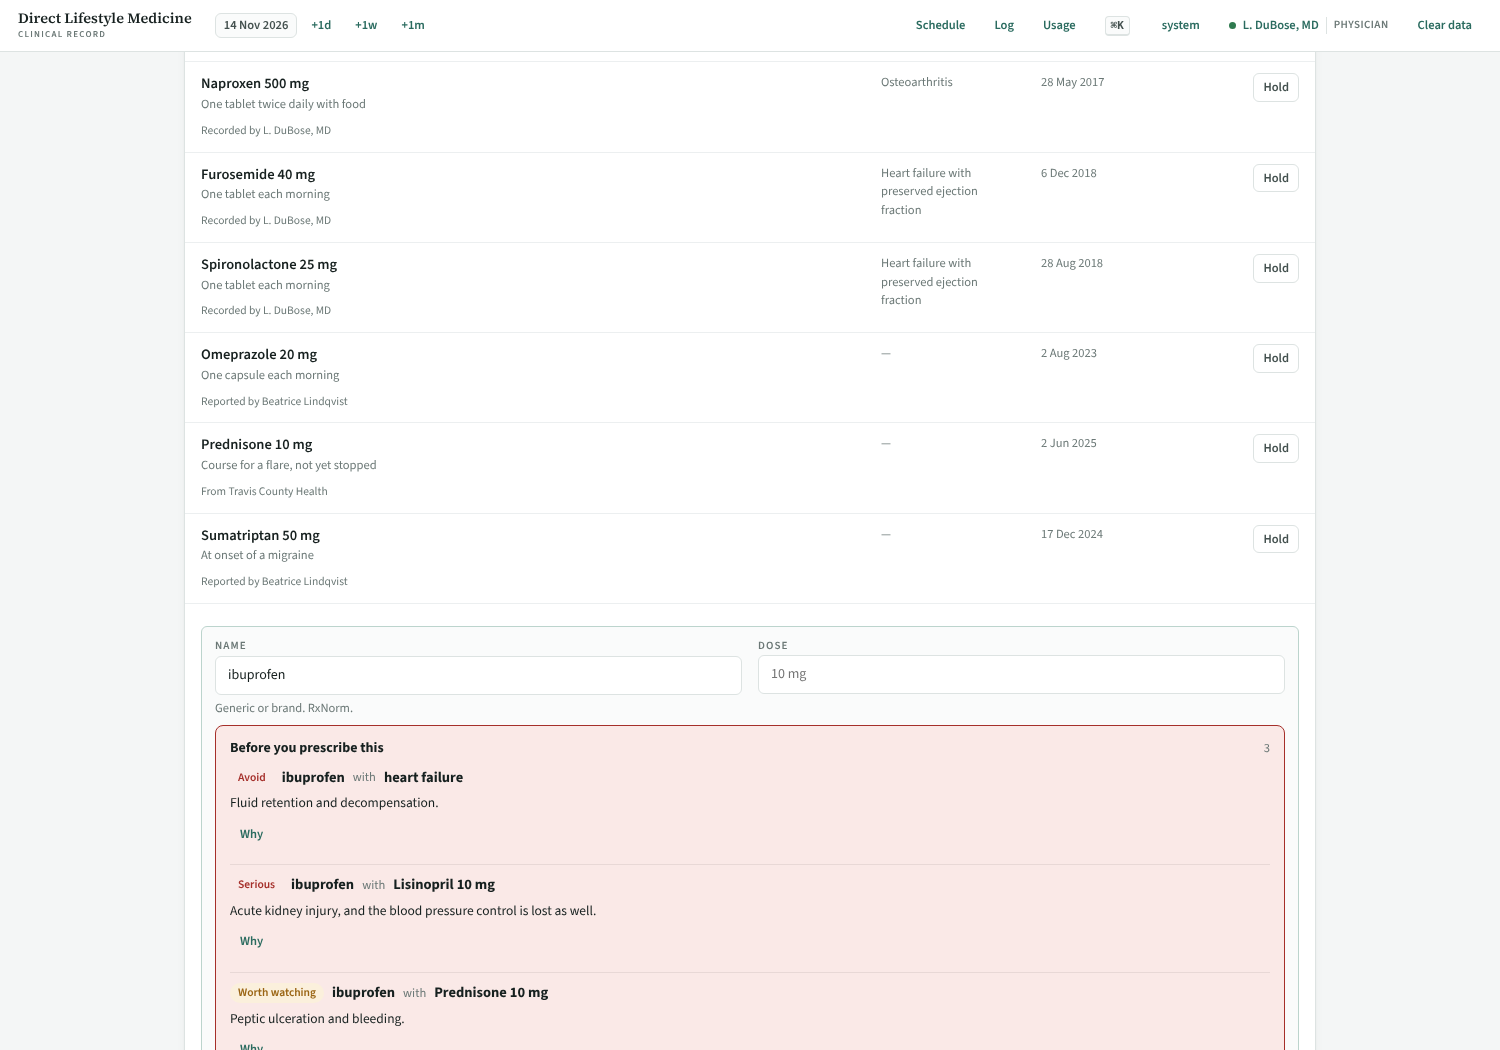 Direct Lifestyle Medicine
CLINICAL RECORD
14 Nov 2026
+1d
+1w
+1m
Schedule
Log
Usage
⌘K
system
L. DuBose, MD
PHYSICIAN
Clear data
Naproxen 500 mg
One tablet twice daily with food
Recorded by L. DuBose, MD
Osteoarthritis
28 May 2017
Hold
Furosemide 40 mg
One tablet each morning
Recorded by L. DuBose, MD
Heart failure with
preserved ejection
fraction
6 Dec 2018
Hold
Spironolactone 25 mg
One tablet each morning
Recorded by L. DuBose, MD
Heart failure with
preserved ejection
fraction
28 Aug 2018
Hold
Omeprazole 20 mg
One capsule each morning
Reported by Beatrice Lindqvist
—
2 Aug 2023
Hold
Prednisone 10 mg
Course for a flare, not yet stopped
From Travis County Health
—
2 Jun 2025
Hold
Sumatriptan 50 mg
At onset of a migraine
Reported by Beatrice Lindqvist
—
17 Dec 2024
Hold
NAME
ibuprofen
Generic or brand. RxNorm.
DOSE
10 mg
Before you prescribe this
3
Avoid ibuprofen with heart failure
Fluid retention and decompensation.
Why
Serious ibuprofen with Lisinopril 10 mg
Acute kidney injury, and the blood pressure control is lost as well.
Why
Worth watching ibuprofen with Prednisone 10 mg
Peptic ulceration and bleeding.
Why